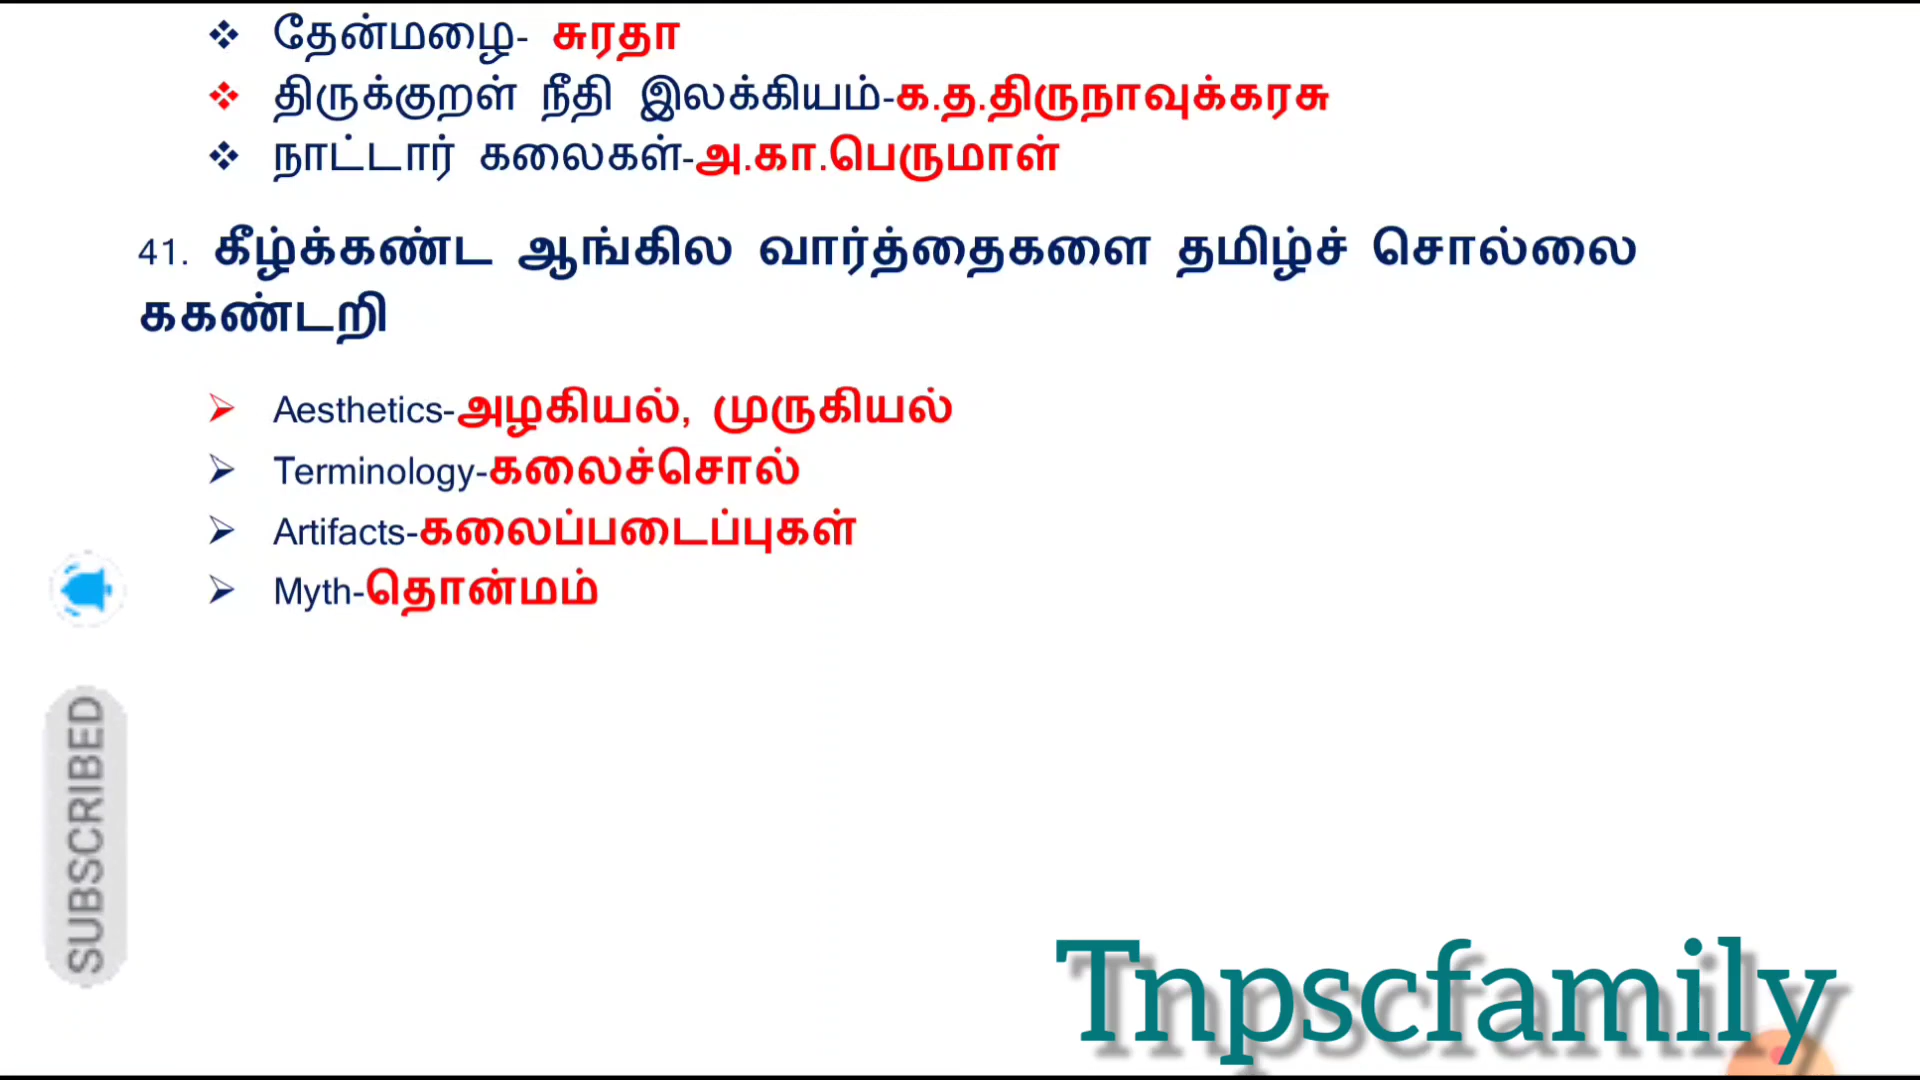 ❖ தேன்மழை- சுரதா
❖ திருக்குறள் நீதி இலக்கியம்-க.த.திருநாவுக்கரசு
❖ நாட்டார் கலைகள்-அ.கா.பெருமாள்
41. கீழ்க்கண்ட ஆங்கில வார்த்தைகளை தமிழ்ச் சொல்லை
ககண்டறி
➢ Aesthetics-அழகியல், முருகியல்
➢ Terminology-கலைச்சொல்
➢ Artifacts-கலைப்படைப்புகள்
➢ Myth-தொன்மம்
SUBSCRIBED
Tnpscfamily